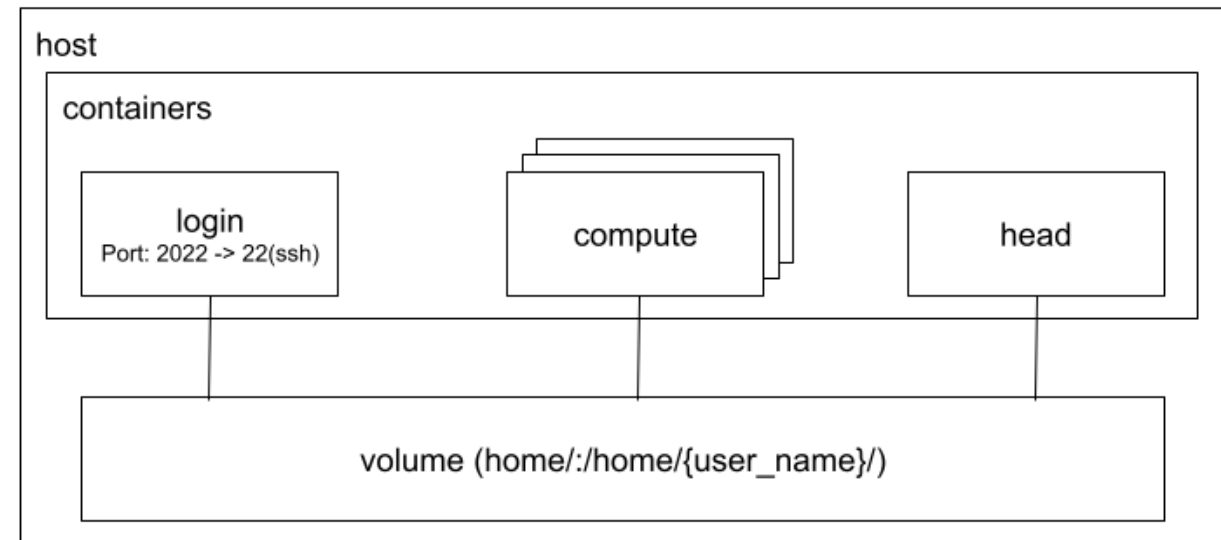 host
containers
login
Port: 2022 -> 22(ssh)
compute
head
volume (home/:/home/{user_name}/)